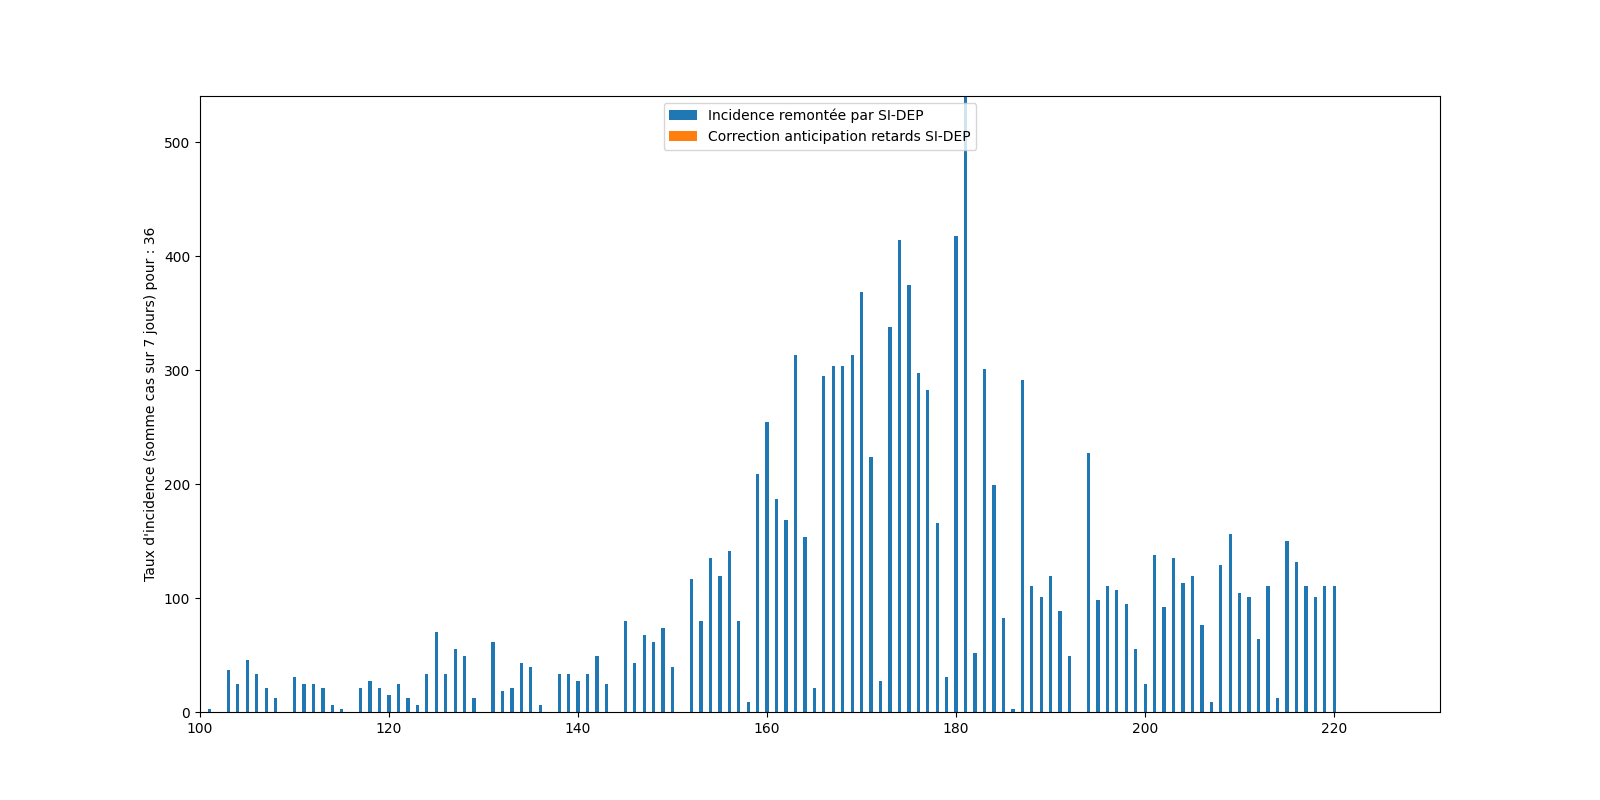 Incidence remontée par SI-DEP
Correction anticipation retards SI-DEP
Taux d'incidence (somme cas sur 7 jours) pour : 36
500
400
300
200
100
0
100 120 140 160 180 200 220